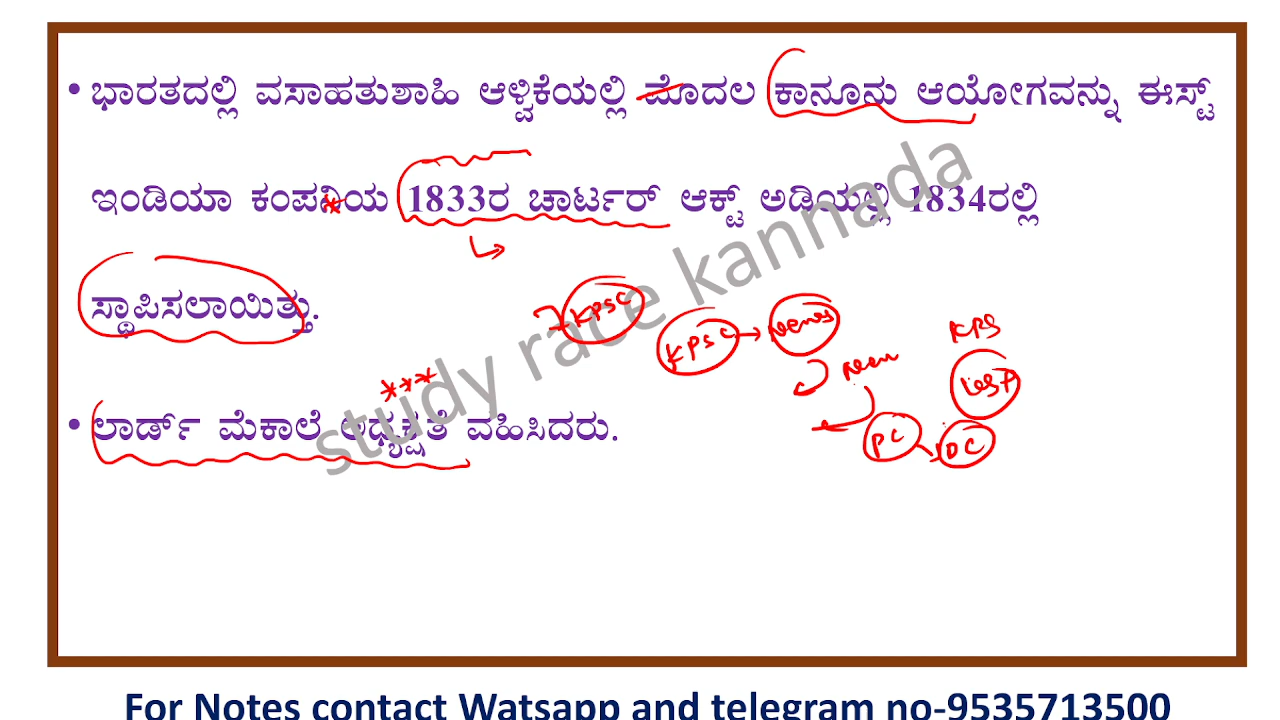 • ಭಾರತದಲ್ಲಿ ವಸಾಹತುಶಾಹಿ ಆಳ್ವಿಕೆಯಲ್ಲಿ ಮೊದಲ ಕಾನೂನು ಆಯೋಗವನ್ನು ಈಸ್ಟ್
ಇಂಡಿಯಾ ಕಂಪನಿಯ 1833ರ ಚಾರ್ಟರ್ ಆಕ್ಟ್ ಅಡಿಯಲ್ಲಿ 1834ರಲ್ಲಿ
ಸ್ಥಾಪಿಸಲಾಯಿತ್ತು.
KPSC
KPSC
• ಲಾರ್ಡ್ ಮೆಕಾಲೆ ಅಧ್ಯಕ್ಷತೆ ವಹಿಸಿದರು.
PC
study race kannada
For Notes contact Watsapp and telegram no-9535713500